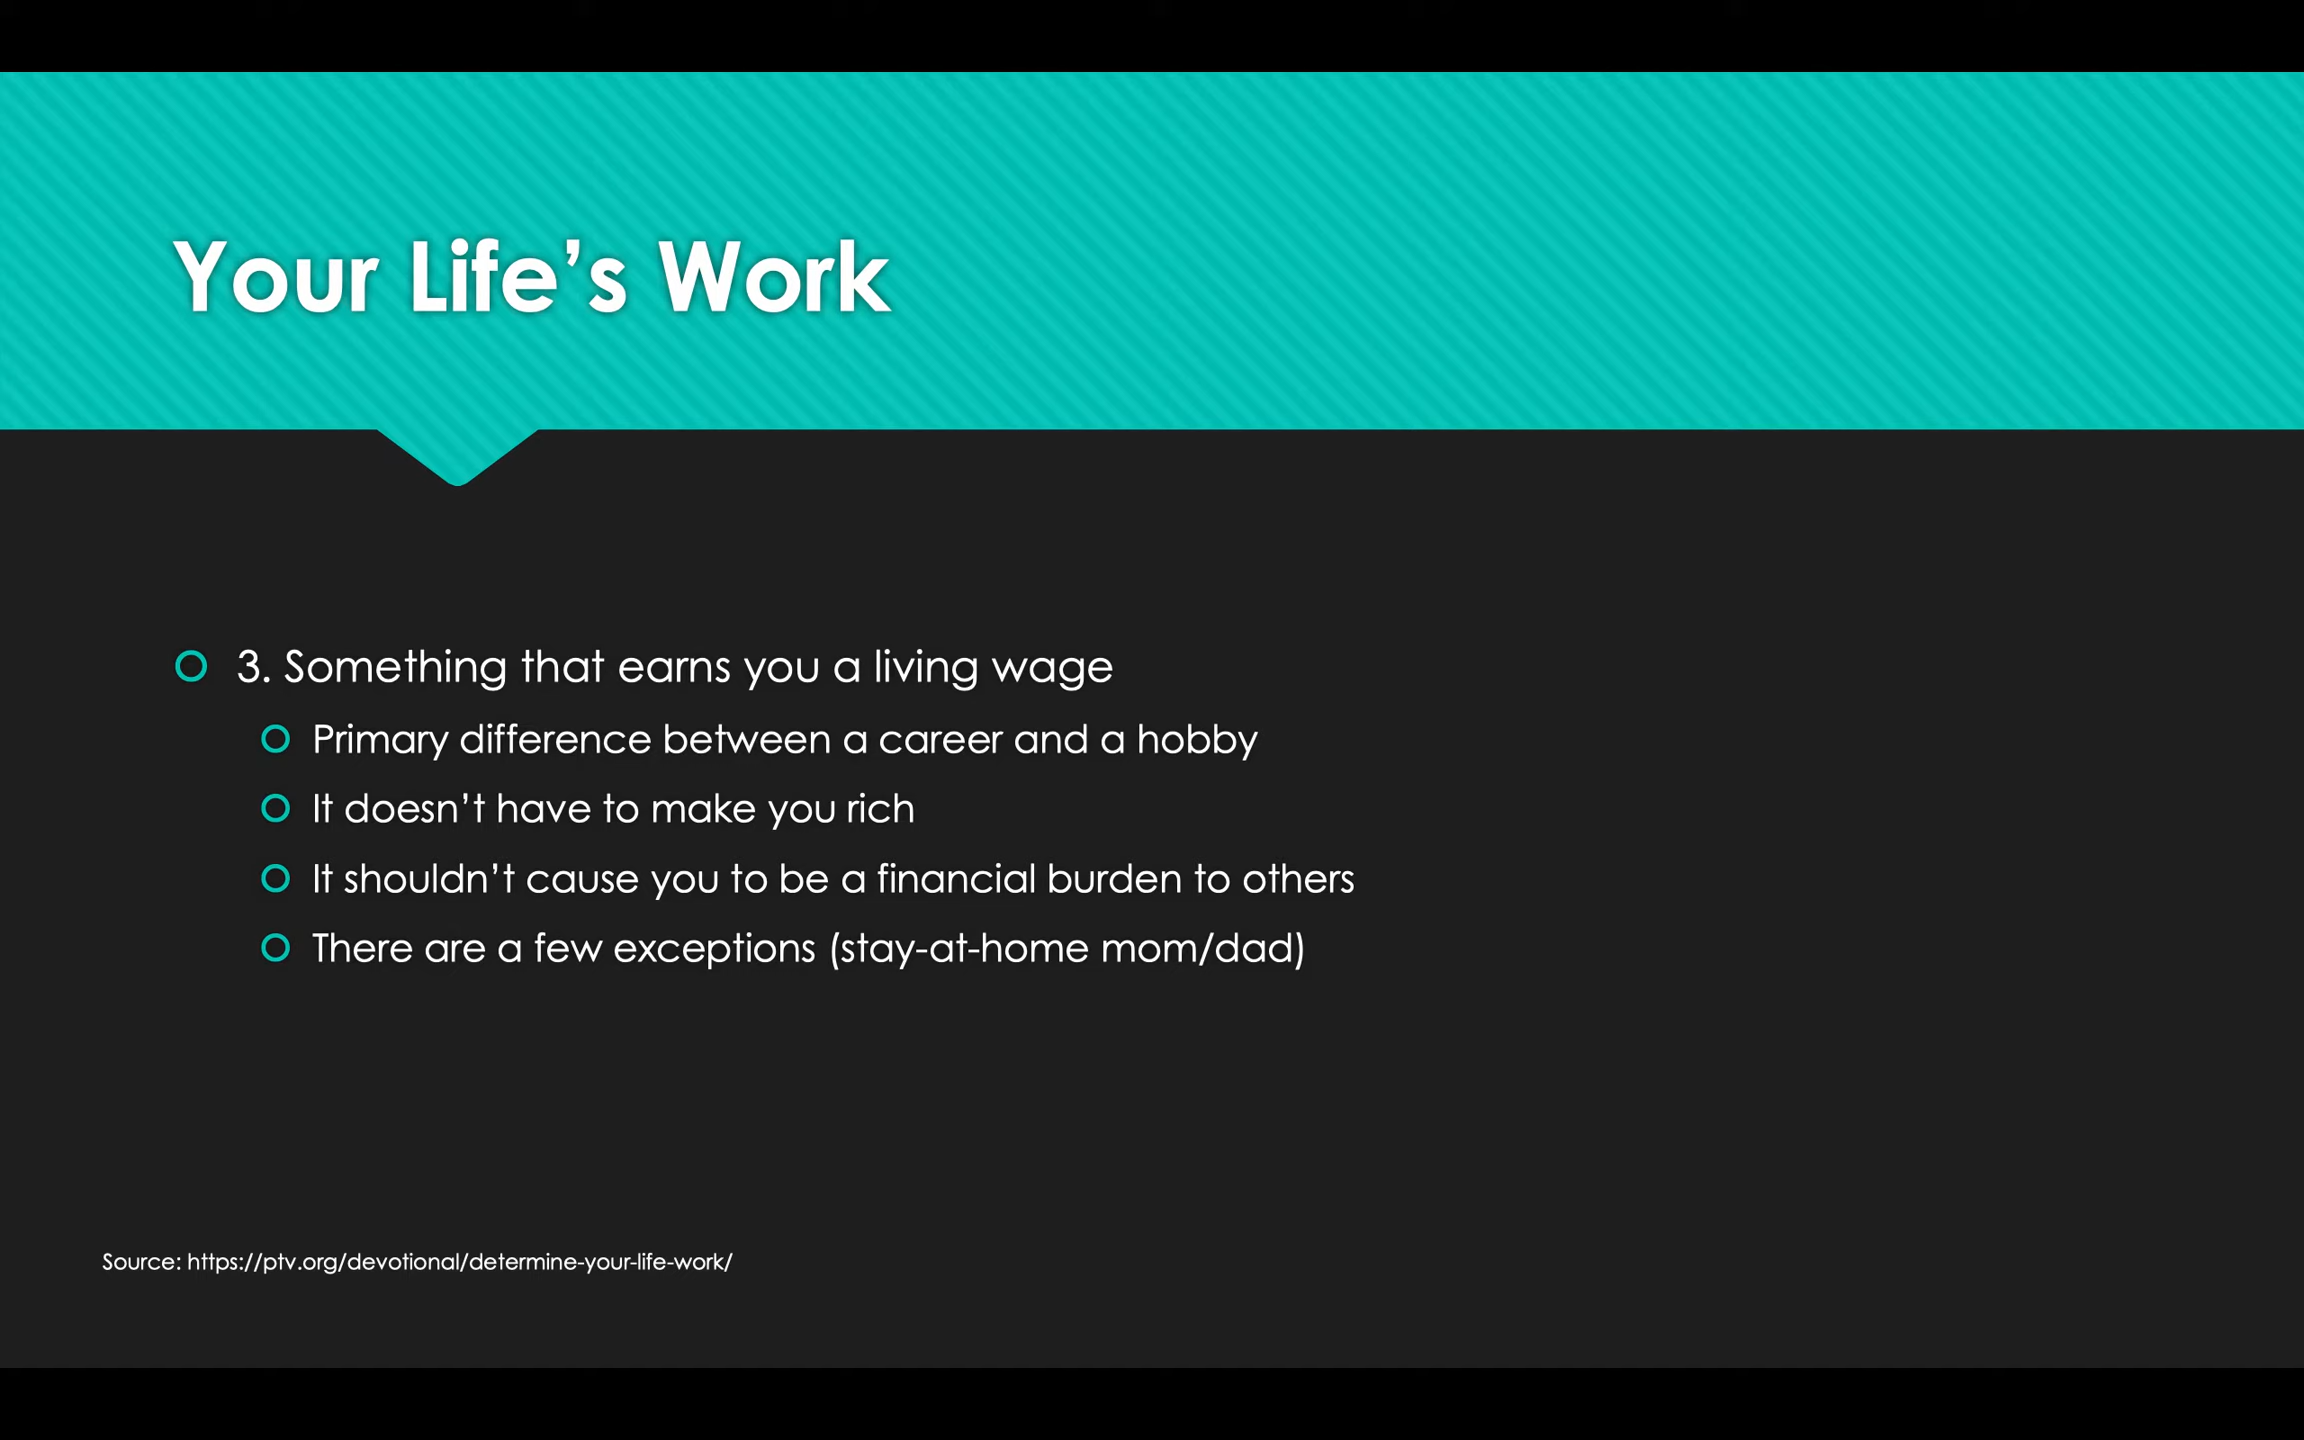 Your Life’s Work
3. Something that earns you a living wage
Primary difference between a career and a hobby
It doesn’t have to make you rich
It shouldn’t cause you to be a financial burden to others
There are a few exceptions (stay-at-home mom/dad)
Source: https://ptv.org/devotional/determine-your-life-work/